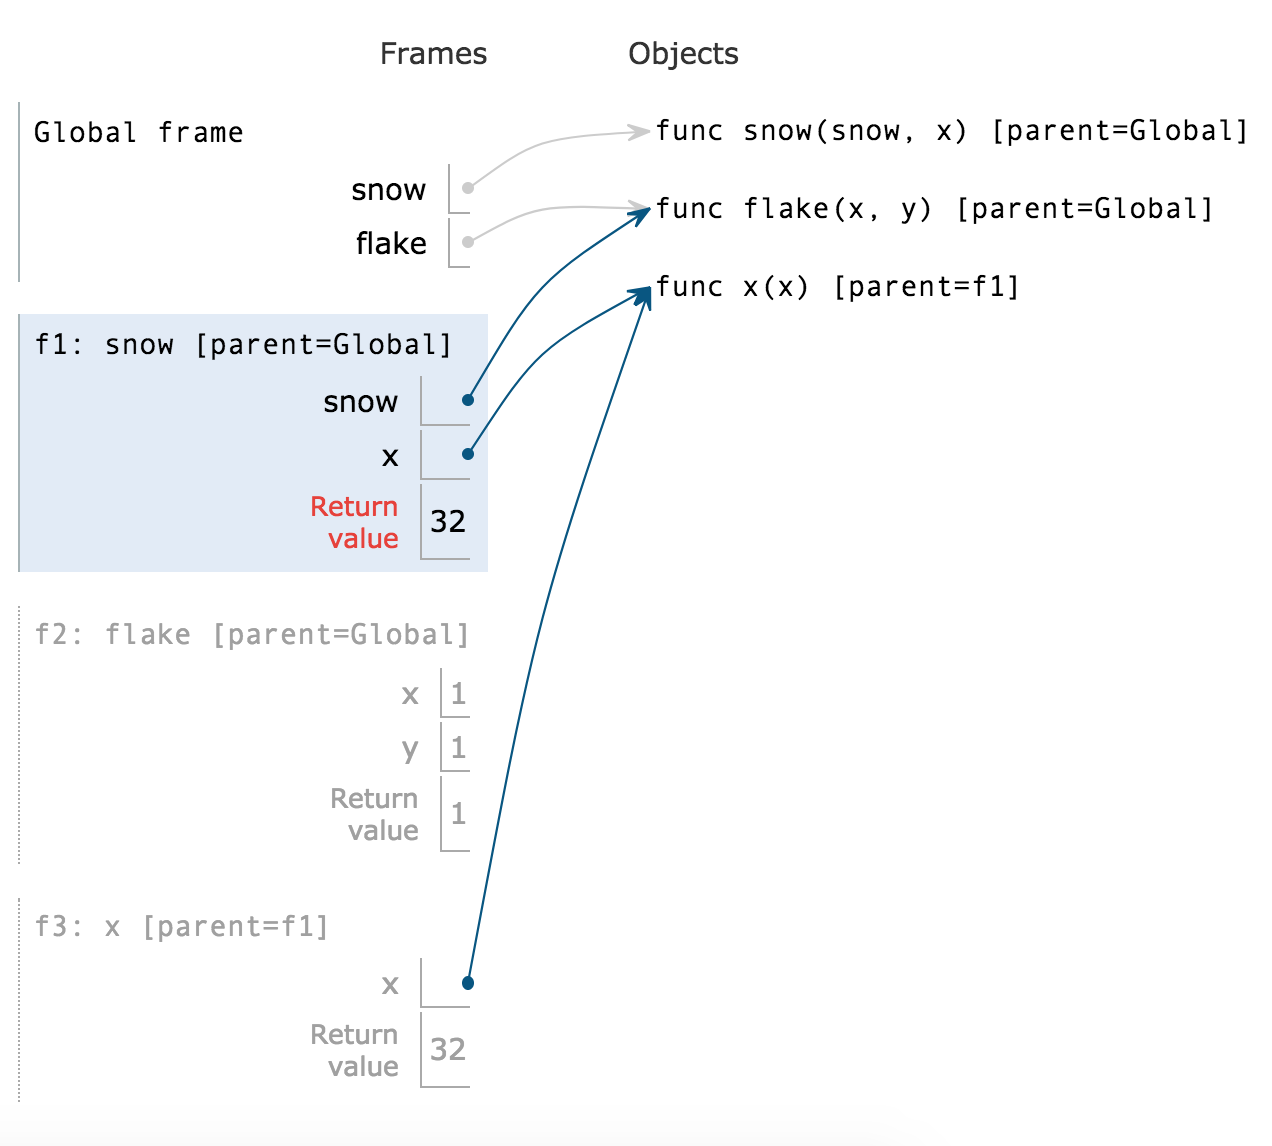 Frames Objects
Global frame
snow
flake
func snow(snow, x) [parent=Global]
func flake(x, y) [parent=Global]
func x(x) [parent=f1]
f1: snow [parent=Global]
snow
x
Return
value
32
f2: flake [parent=Global]
x 1
y 1
Return
value
1
f3: x [parent=f1]
x
Return
value
32